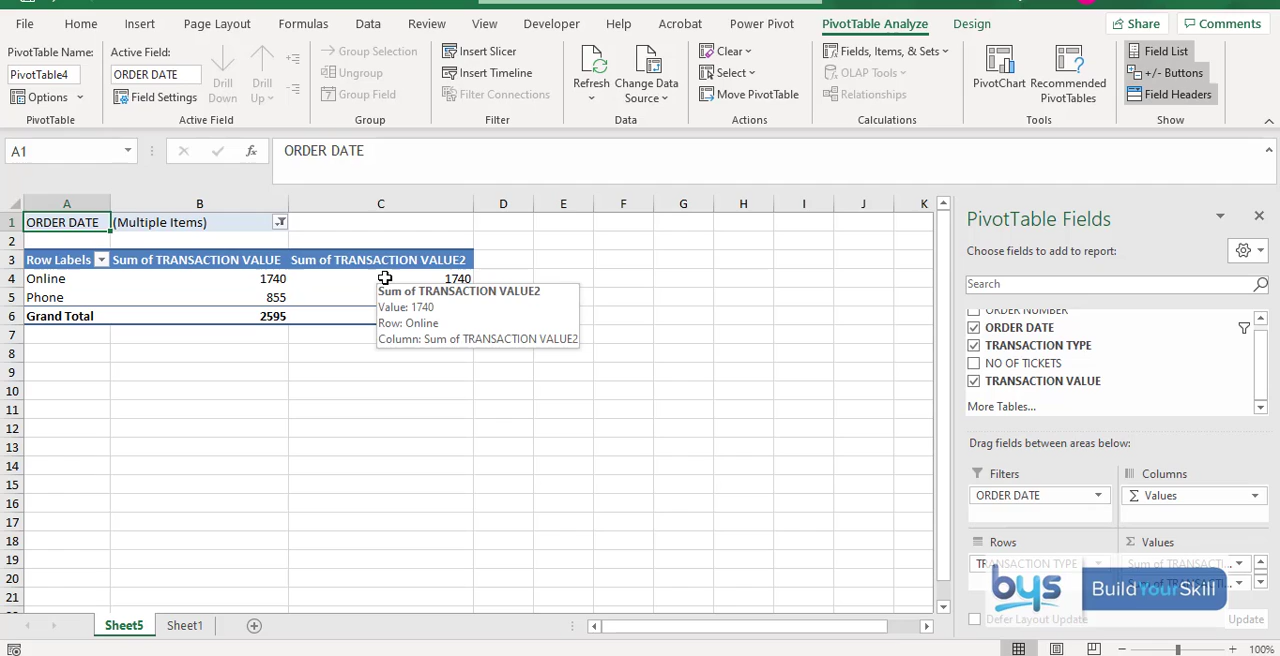 File Home Insert Page Layout Formulas Data Review View Developer Help Acrobat Power Pivot PivotTable Analyze Design Share Comments
PivotTable Name: Active Field: Group Selection Insert Slicer Clear Fields, Items, & Sets Field List
PivotTable4 ORDER DATE Drill Down Drill Up Ungroup Insert Timeline Refresh Change Data Source Select OLAP Tools PivotChart Recommended PivotTables +/- Buttons
Options Field Settings Group Field Filter Connections Move PivotTable Relationships Field Headers
PivotTable Active Field Group Filter Data Actions Calculations Tools Show
A1 fx ORDER DATE
A B C D E F G H I J K
1 ORDER DATE (Multiple Items)
2
3 Row Labels Sum of TRANSACTION VALUE Sum of TRANSACTION VALUE2
4 Online 1740 1740
5 Phone 855
6 Grand Total 2595
Sum of TRANSACTION VALUE2
Value: 1740
Row: Online
Column: Sum of TRANSACTION VALUE2
7
8
9
10
11
12
13
14
15
16
17
18
19
20
21
PivotTable Fields
Choose fields to add to report:
Search
ORDER NUMBER
ORDER DATE
TRANSACTION TYPE
NO OF TICKETS
TRANSACTION VALUE
More Tables...
Drag fields between areas below:
Filters Columns
ORDER DATE Σ Values
Rows Σ Values
TRANSACTION TYPE Sum of TRANSACTI...
bys BuildYourSkill
Defer Layout Update Update
Sheet5 Sheet1
100%